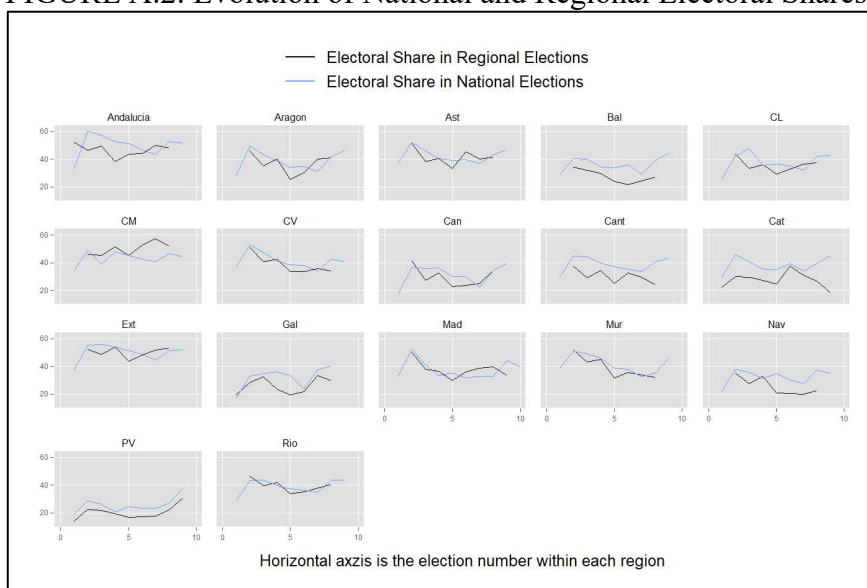 FIGURE A.2: Evolution of National and Regional Electoral Shares
Electoral Share in Regional Elections
Electoral Share in National Elections
Andalucia Aragon Ast Bal CL
60
40
20
CM CV Can Cant Cat
60
40
20
Ext Gal Mad Mur Nav
60
40
20
0 5 10 0 5 10 0 5 10
PV Rio
60
40
20
0 5 10 0 5 10
Horizontal axzis is the election number within each region